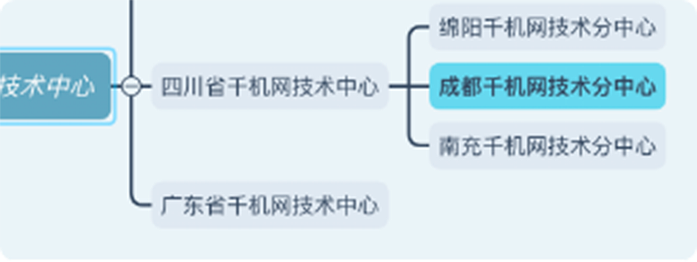 绵阳千机网技术分中心
技术中心
四川省千机网技术中心
成都千机网技术分中心
南充千机网技术分中心
广东省千机网技术中心